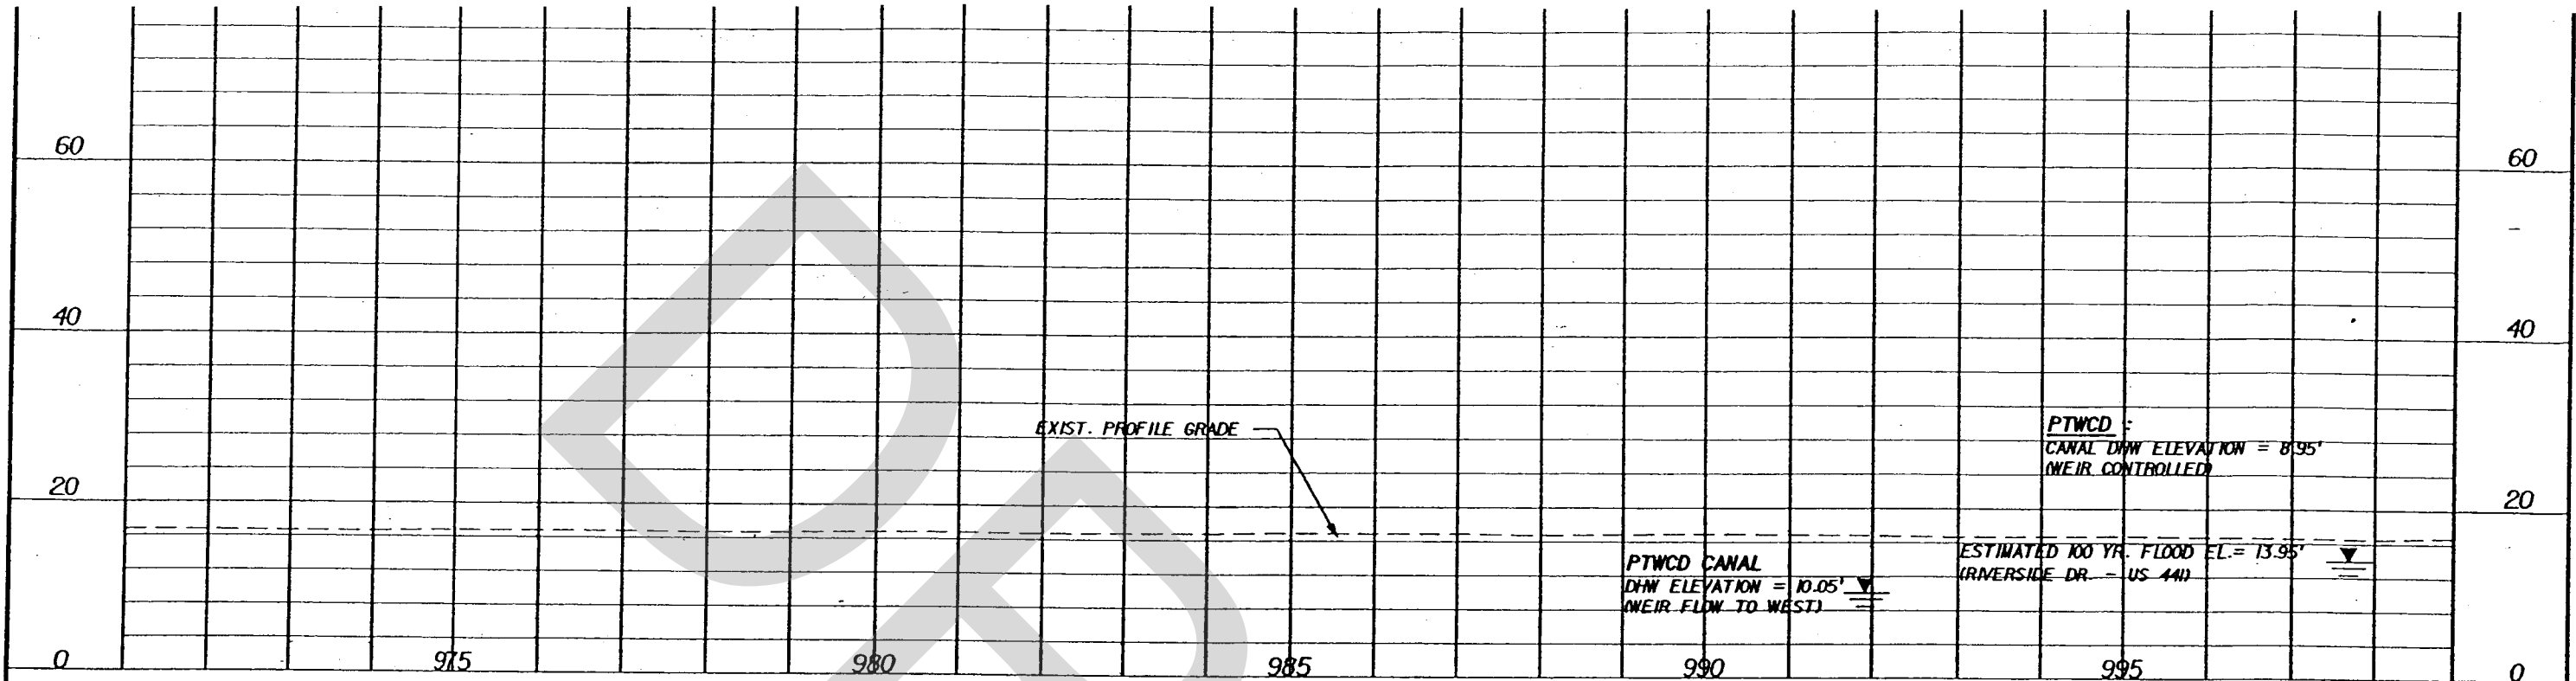 60
60
40
40
EXIST. PROFILE GRADE
PTWCD :
CANAL DHW ELEVATION = 8.95'
(WEIR CONTROLLED)
20
20
PTWCD CANAL
DHW ELEVATION = 10.05'
(WEIR FLOW TO WEST)
ESTIMATED 100 YR. FLOOD EL.= 13.95'
(RIVERSIDE DR. - US 441)
0
975
980
985
990
995
0